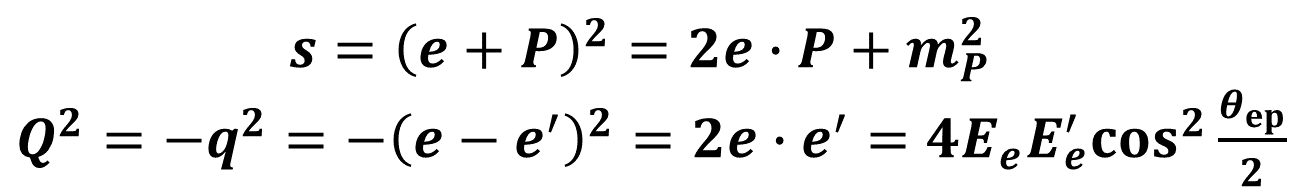 s = (e + P)² = 2e · P + m_p²
Q² = −q² = −(e − e′)² = 2e · e′ = 4E_eE′_e cos² θ_ep/2